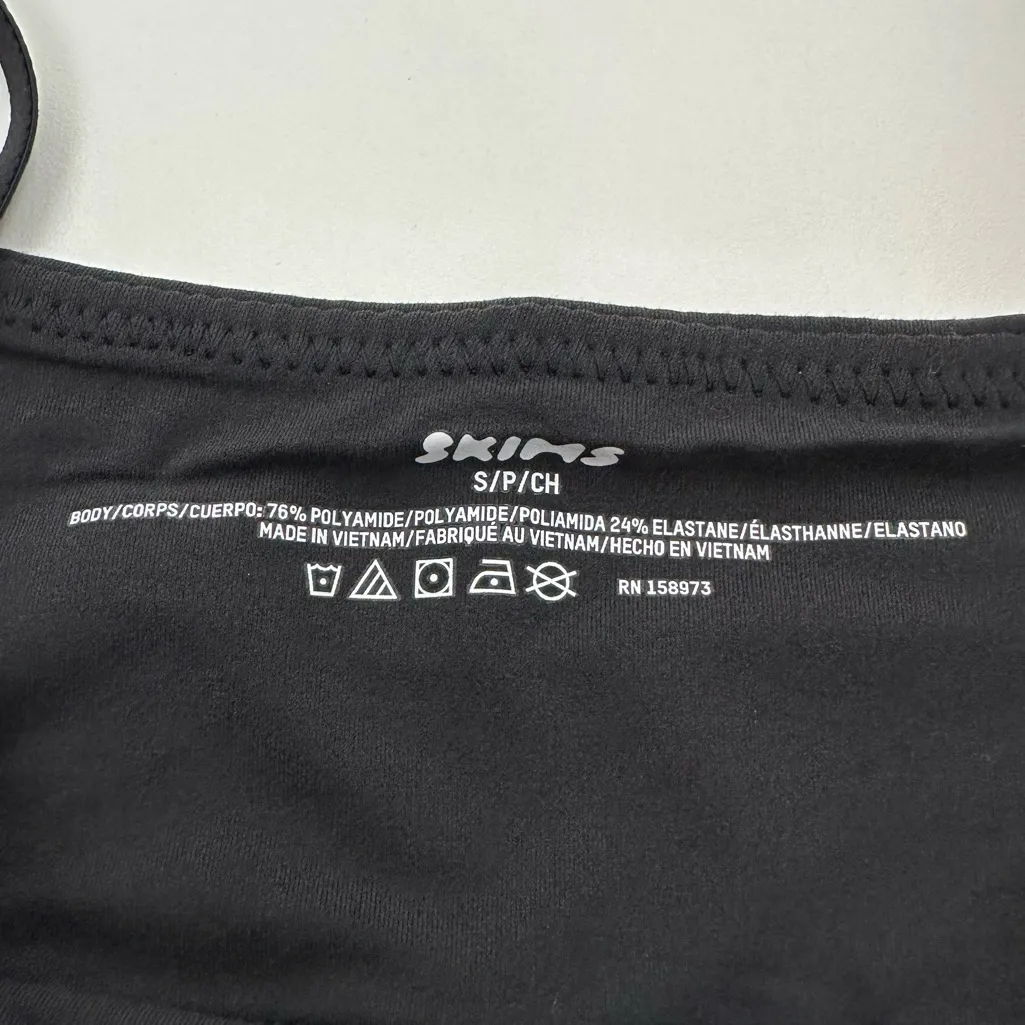 SKIMS
S/P/CH
BODY/CORPS/CUERPO: 76% POLYAMIDE/POLYAMIDE/POLIAMIDA 24% ELASTANE/ÉLASTHANNE/ELASTANO
MADE IN VIETNAM/FABRIQUÉ AU VIETNAM/HECHO EN VIETNAM
RN 158973